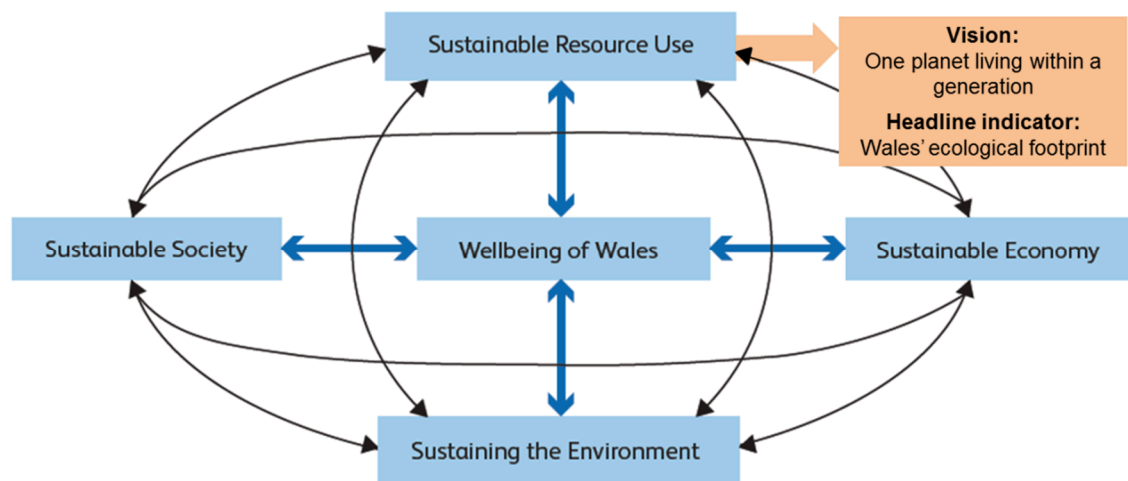 Sustainable Resource Use
Vision:
One planet living within a
generation
Headline indicator:
Wales' ecological footprint
Sustainable Society
Wellbeing of Wales
Sustainable Economy
Sustaining the Environment